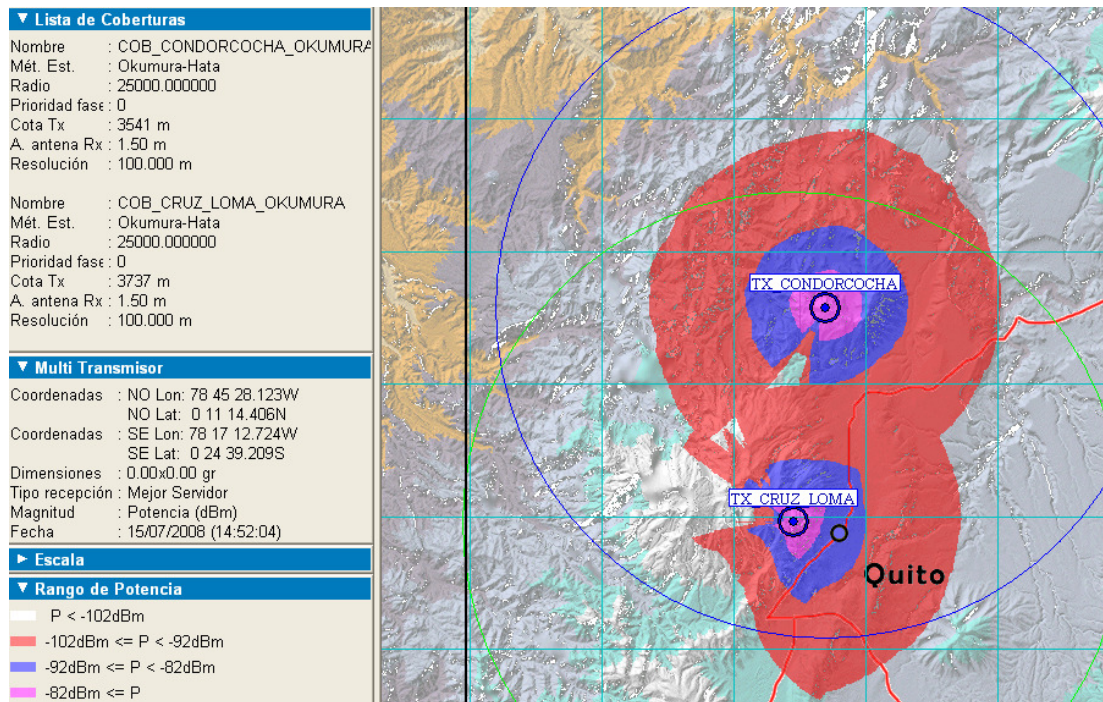 ▼ Lista de Coberturas
Nombre : COB_CONDORCOCHA_OKUMURA
Mét. Est. : Okumura-Hata
Radio : 25000.000000
Prioridad fase : 0
Cota Tx : 3541 m
A. antena Rx : 1.50 m
Resolución : 100.000 m
Nombre : COB_CRUZ_LOMA_OKUMURA
Mét. Est. : Okumura-Hata
Radio : 25000.000000
Prioridad fase : 0
Cota Tx : 3737 m
A. antena Rx : 1.50 m
Resolución : 100.000 m
▼ Multi Transmisor
Coordenadas : NO Lon: 78 45 28.123W
NO Lat: 0 11 14.406N
Coordenadas : SE Lon: 78 17 12.724W
SE Lat: 0 24 39.209S
Dimensiones : 0.00x0.00 gr
Tipo recepción : Mejor Servidor
Magnitud : Potencia (dBm)
Fecha : 15/07/2008 (14:52:04)
► Escala
▼ Rango de Potencia
P < -102dBm
-102dBm <= P < -92dBm
-92dBm <= P < -82dBm
-82dBm <= P
TX_CONDORCOCHA
TX_CRUZ_LOMA
Quito